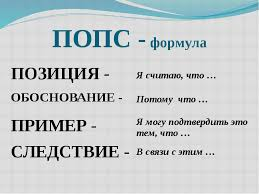 ПОПС - формула
ПОЗИЦИЯ - Я считаю, что …
ОБОСНОВАНИЕ - Потому что …
ПРИМЕР - Я могу подтвердить это
тем, что …
СЛЕДСТВИЕ - В связи с этим …